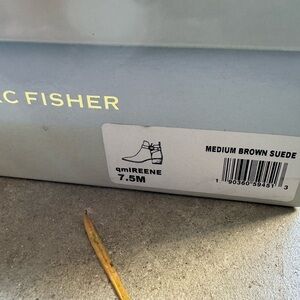 C FISHER
MEDIUM BROWN SUEDE
qmIREENE
7.5M
1 90360 59451 3